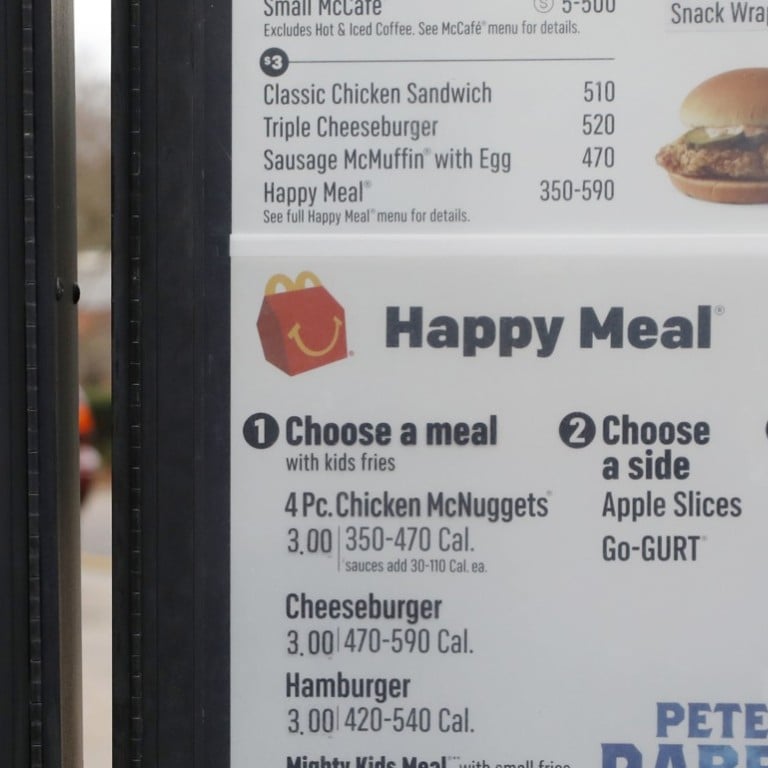 Small McCafé Ⓢ 5-500
Excludes Hot & Iced Coffee. See McCafé® menu for details.
Snack Wrap
$3
Classic Chicken Sandwich 510
Triple Cheeseburger 520
Sausage McMuffin® with Egg 470
Happy Meal® 350-590
See full Happy Meal® menu for details.
Happy Meal®
1 Choose a meal
with kids fries
4 Pc. Chicken McNuggets®
3.00 350-470 Cal.
sauces add 30-110 Cal. ea.
Cheeseburger
3.00 470-590 Cal.
Hamburger
3.00 420-540 Cal.
Mighty Kids Meal™ with small fries
2 Choose
a side
Apple Slices
Go-GURT®
PETE